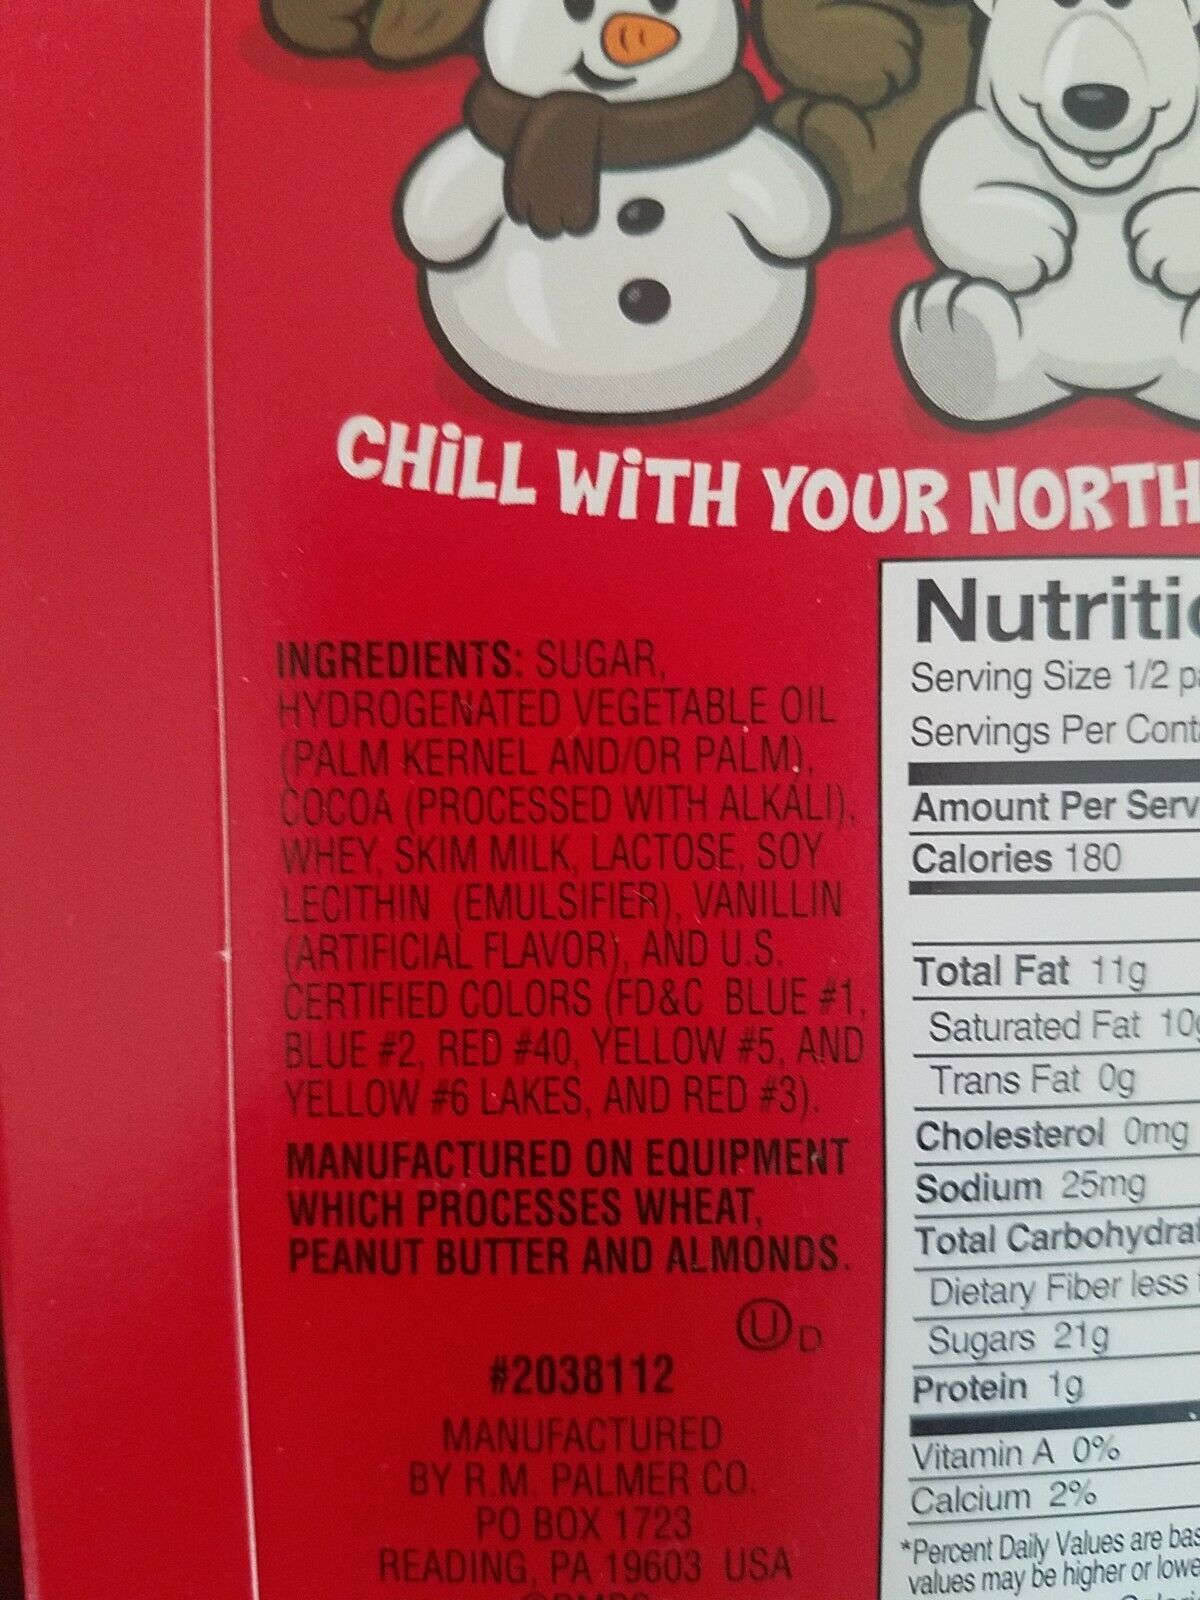 CHiLL WiTH YOUR NORTH
INGREDIENTS: SUGAR,
HYDROGENATED VEGETABLE OIL
(PALM KERNEL AND/OR PALM),
COCOA (PROCESSED WITH ALKALI),
WHEY, SKIM MILK, LACTOSE, SOY
LECITHIN (EMULSIFIER), VANILLIN
(ARTIFICIAL FLAVOR), AND U.S.
CERTIFIED COLORS (FD&C BLUE #1,
BLUE #2, RED #40, YELLOW #5, AND
YELLOW #6 LAKES, AND RED #3).
MANUFACTURED ON EQUIPMENT
WHICH PROCESSES WHEAT,
PEANUT BUTTER AND ALMONDS.
U D
#2038112
MANUFACTURED
BY R.M. PALMER CO.
PO BOX 1723
READING, PA 19603 USA
Nutriti
Serving Size 1/2
Servings Per
Amount Per Serv
Calories 180
Total Fat 11g
Saturated Fat 10g
Trans Fat 0g
Cholesterol 0mg
Sodium 25mg
Total Carbohydra
Dietary Fiber less
Sugars 21g
Protein 1g
Vitamin A 0%
Calcium 2%
*Percent Daily Values are bas
values may be higher or lowe